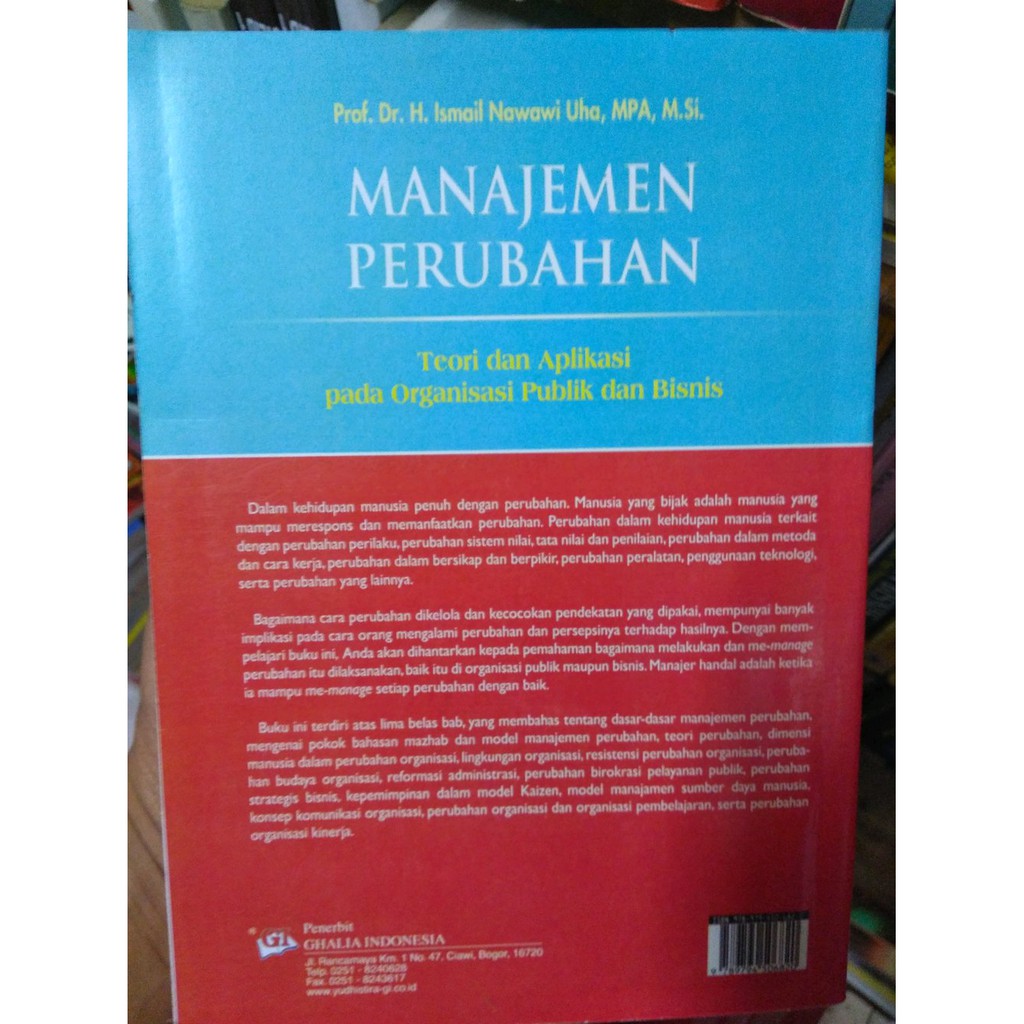 Prof. Dr. H. Ismail Nawawi Uha, MPA, M.Si.
MANAJEMEN
PERUBAHAN
Teori dan Aplikasi
pada Organisasi Publik dan Bisnis
Dalam kehidupan manusia penuh dengan perubahan. Manusia yang bijak adalah manusia yang
mampu merespons dan memanfaatkan perubahan. Perubahan dalam kehidupan manusia terkait
dengan perubahan perilaku, perubahan sistem nilai, tata nilai dan penilaian, perubahan dalam metoda
dan cara kerja, perubahan dalam bersikap dan berpikir, perubahan peralatan, penggunaan teknologi,
serta perubahan yang lainnya.
Bagaimana cara perubahan dikelola dan kecocokan pendekatan yang dipakai, mempunyai banyak
implikasi pada cara orang mengalami perubahan dan persepsinya terhadap hasilnya. Dengan mem-
pelajari buku ini, Anda akan dihantarkan kepada pemahaman bagaimana melakukan dan me-manage
perubahan itu dilaksanakan, baik itu di organisasi publik maupun bisnis. Manajer handal adalah ketika
ia mampu me-manage setiap perubahan dengan baik.
Buku ini terdiri atas lima belas bab, yang membahas tentang dasar-dasar manajemen perubahan,
mengenai pokok bahasan mazhab dan model manajemen perubahan, teori perubahan, dimensi
manusia dalam perubahan organisasi, lingkungan organisasi, resistensi perubahan organisasi, peruba-
han budaya organisasi, reformasi administrasi, perubahan birokrasi pelayanan publik, perubahan
strategis bisnis, kepemimpinan dalam model Kaizen, model manajaman sumber daya manusia,
konsep komunikasi organisasi, perubahan organisasi dan organisasi pembelajaran, serta perubahan
organisasi kinerja.
GI
Penerbit
GHALIA INDONESIA
Jl. Rancamaya Km. 1 No. 47, Ciawi, Bogor, 16720
Telp. 0251 - 8240628
Fax. 0251 - 8243617
www.yudhistira-gi.co.id